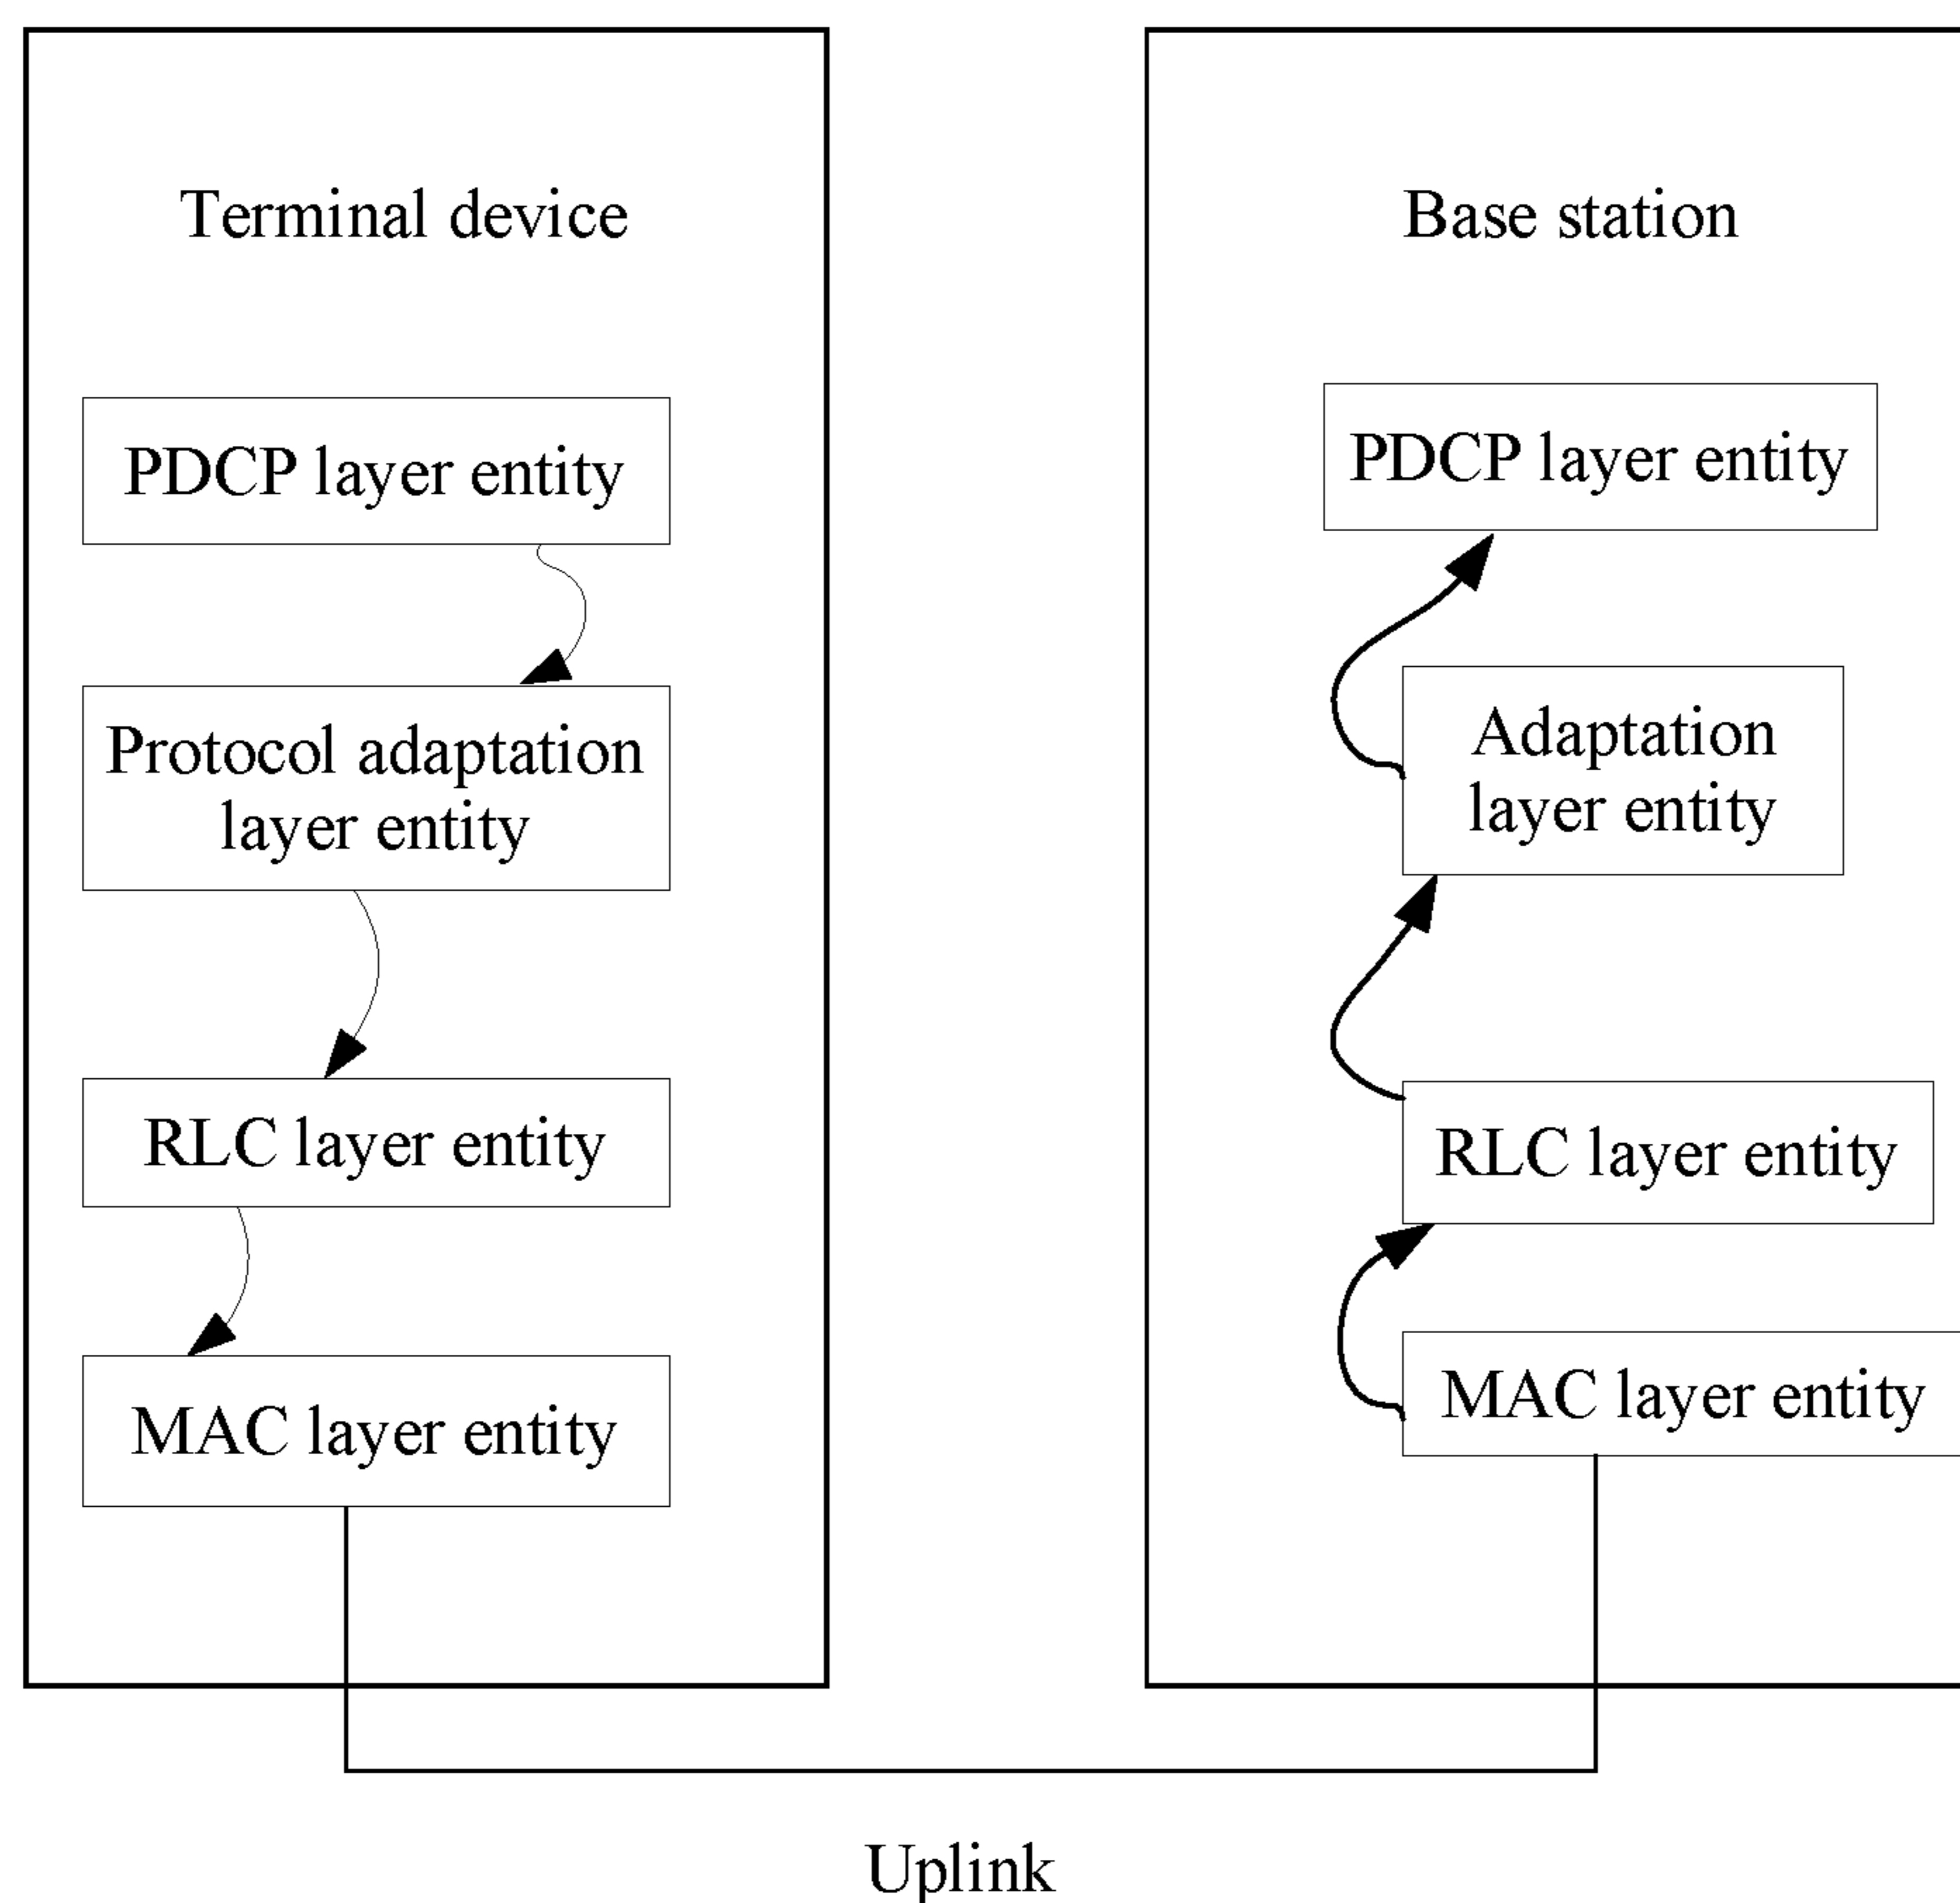 Terminal device
PDCP layer entity
Protocol adaptation
layer entity
RLC layer entity
MAC layer entity
Base station
PDCP layer entity
Adaptation
layer entity
RLC layer entity
MAC layer entity
Uplink